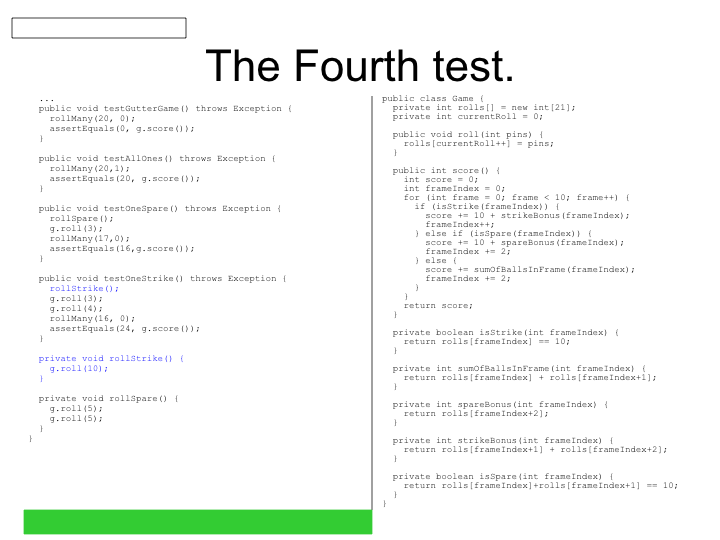 The Fourth test.
...
public void testGutterGame() throws Exception {
rollMany(20, 0);
assertEquals(0, g.score());
}
public void testAllOnes() throws Exception {
rollMany(20,1);
assertEquals(20, g.score());
}
public void testOneSpare() throws Exception {
rollSpare();
g.roll(3);
rollMany(17,0);
assertEquals(16,g.score());
}
public void testOneStrike() throws Exception {
rollStrike();
g.roll(3);
g.roll(4);
rollMany(16, 0);
assertEquals(24, g.score());
}
private void rollStrike() {
g.roll(10);
}
private void rollSpare() {
g.roll(5);
g.roll(5);
}
}
public class Game {
private int rolls[] = new int[21];
private int currentRoll = 0;
public void roll(int pins) {
rolls[currentRoll++] = pins;
}
public int score() {
int score = 0;
int frameIndex = 0;
for (int frame = 0; frame < 10; frame++) {
if (isStrike(frameIndex)) {
score += 10 + strikeBonus(frameIndex);
frameIndex++;
} else if (isSpare(frameIndex)) {
score += 10 + spareBonus(frameIndex);
frameIndex += 2;
} else {
score += sumOfBallsInFrame(frameIndex);
frameIndex += 2;
}
}
return score;
}
private boolean isStrike(int frameIndex) {
return rolls[frameIndex] == 10;
}
private int sumOfBallsInFrame(int frameIndex) {
return rolls[frameIndex] + rolls[frameIndex+1];
}
private int spareBonus(int frameIndex) {
return rolls[frameIndex+2];
}
private int strikeBonus(int frameIndex) {
return rolls[frameIndex+1] + rolls[frameIndex+2];
}
private boolean isSpare(int frameIndex) {
return rolls[frameIndex]+rolls[frameIndex+1] == 10;
}
}